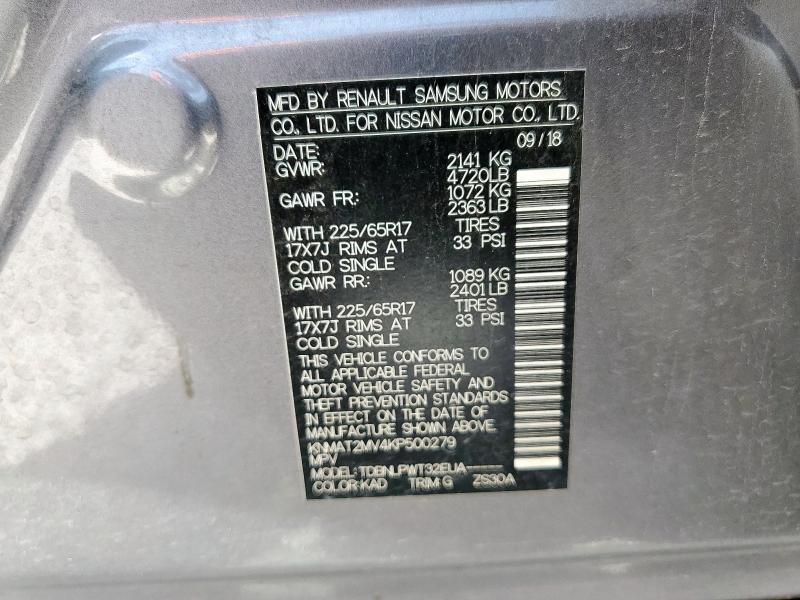 MFD BY RENAULT SAMSUNG MOTORS
CO., LTD. FOR NISSAN MOTOR CO., LTD.
DATE: 09/18
GVWR: 2141 KG
4720LB
GAWR FR: 1072 KG
2363 LB
WITH 225/65R17 TIRES
17X7J RIMS AT 33 PSI
COLD SINGLE
GAWR RR: 1089 KG
2401 LB
WITH 225/65R17 TIRES
17X7J RIMS AT 33 PSI
COLD SINGLE
THIS VEHICLE CONFORMS TO
ALL APPLICABLE FEDERAL
MOTOR VEHICLE SAFETY AND
THEFT PREVENTION STANDARDS
IN EFFECT ON THE DATE OF
MANUFACTURE SHOWN ABOVE.
KNMAT2MV4KP500279
MPV
MODEL: TDBNLPWT32EUA-----
COLOR:KAD TRIM:G ZS30A